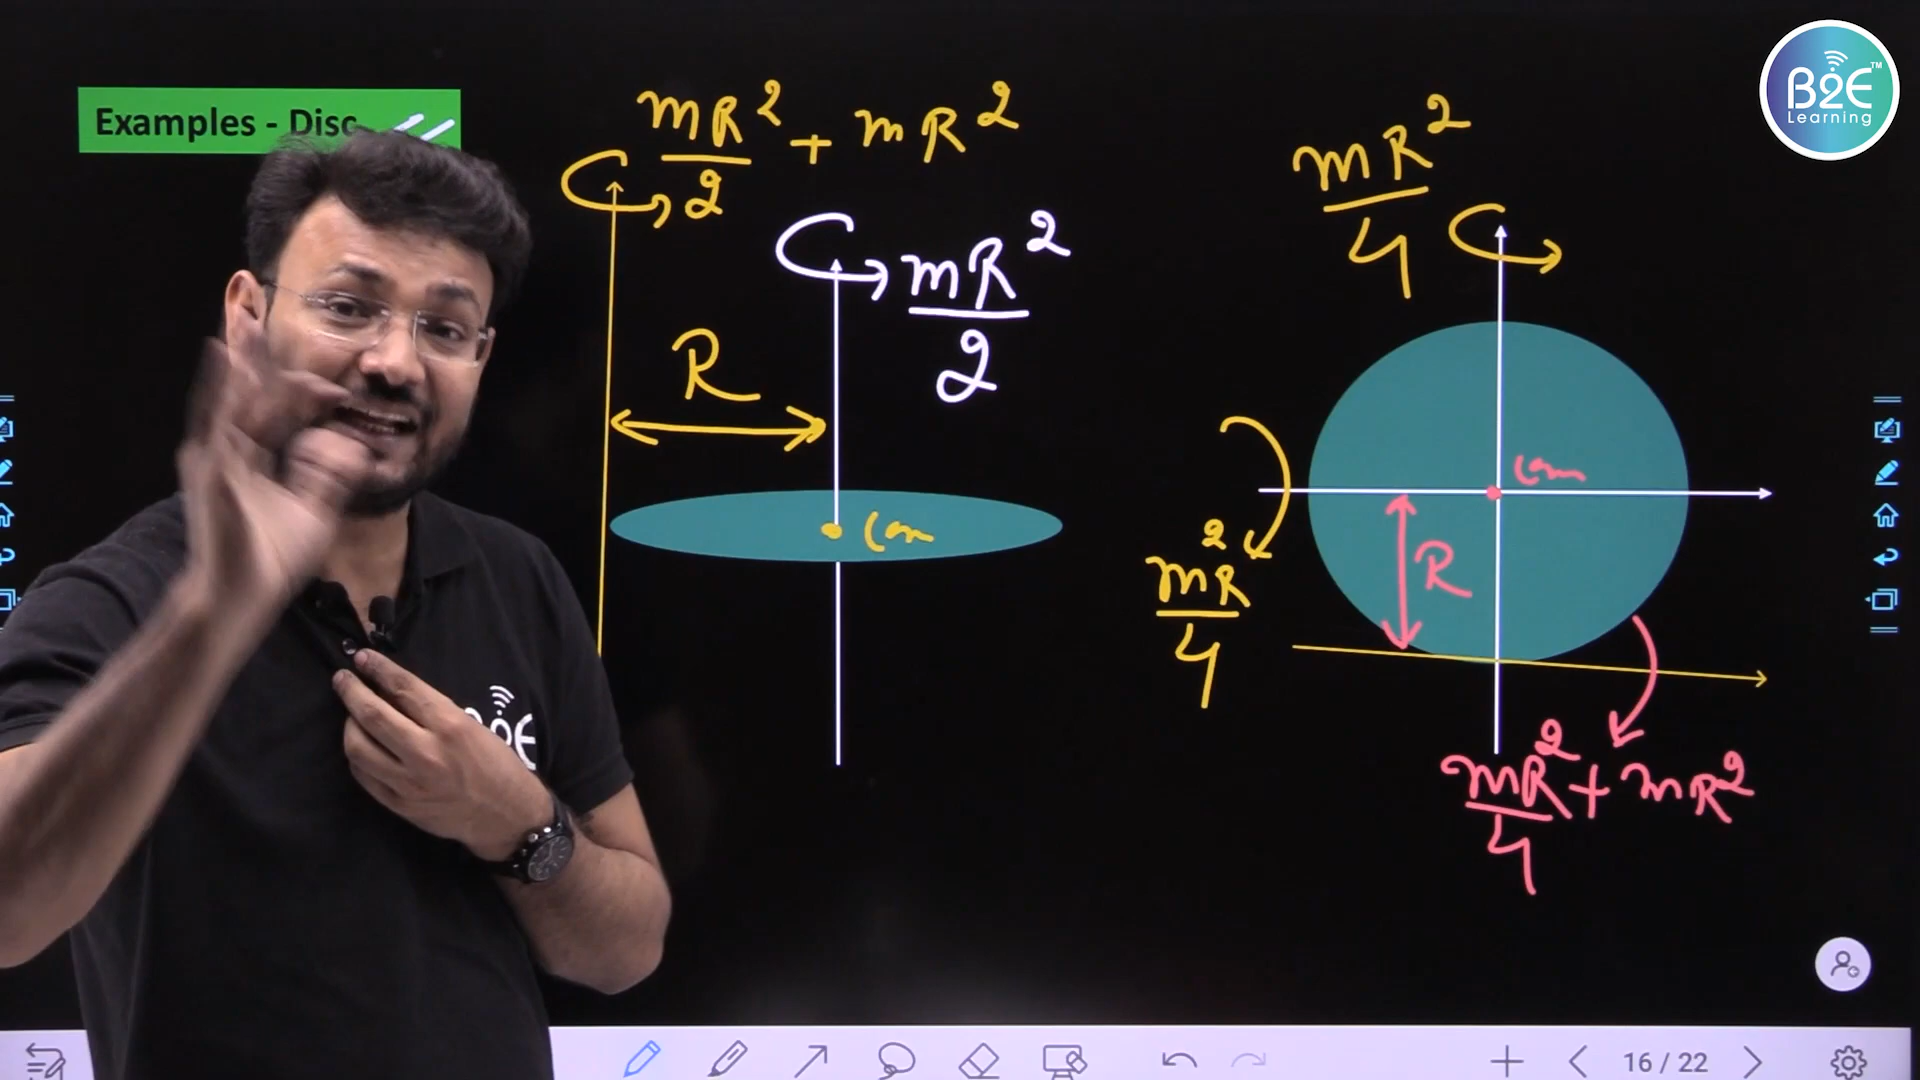 B2E™
Learning
Examples - Disc
mR²/2 + mR²
mR²/2
R
cm
mR²/4
cm
R
mR²/4
mR²/4 + mR²
B2E
16 / 22